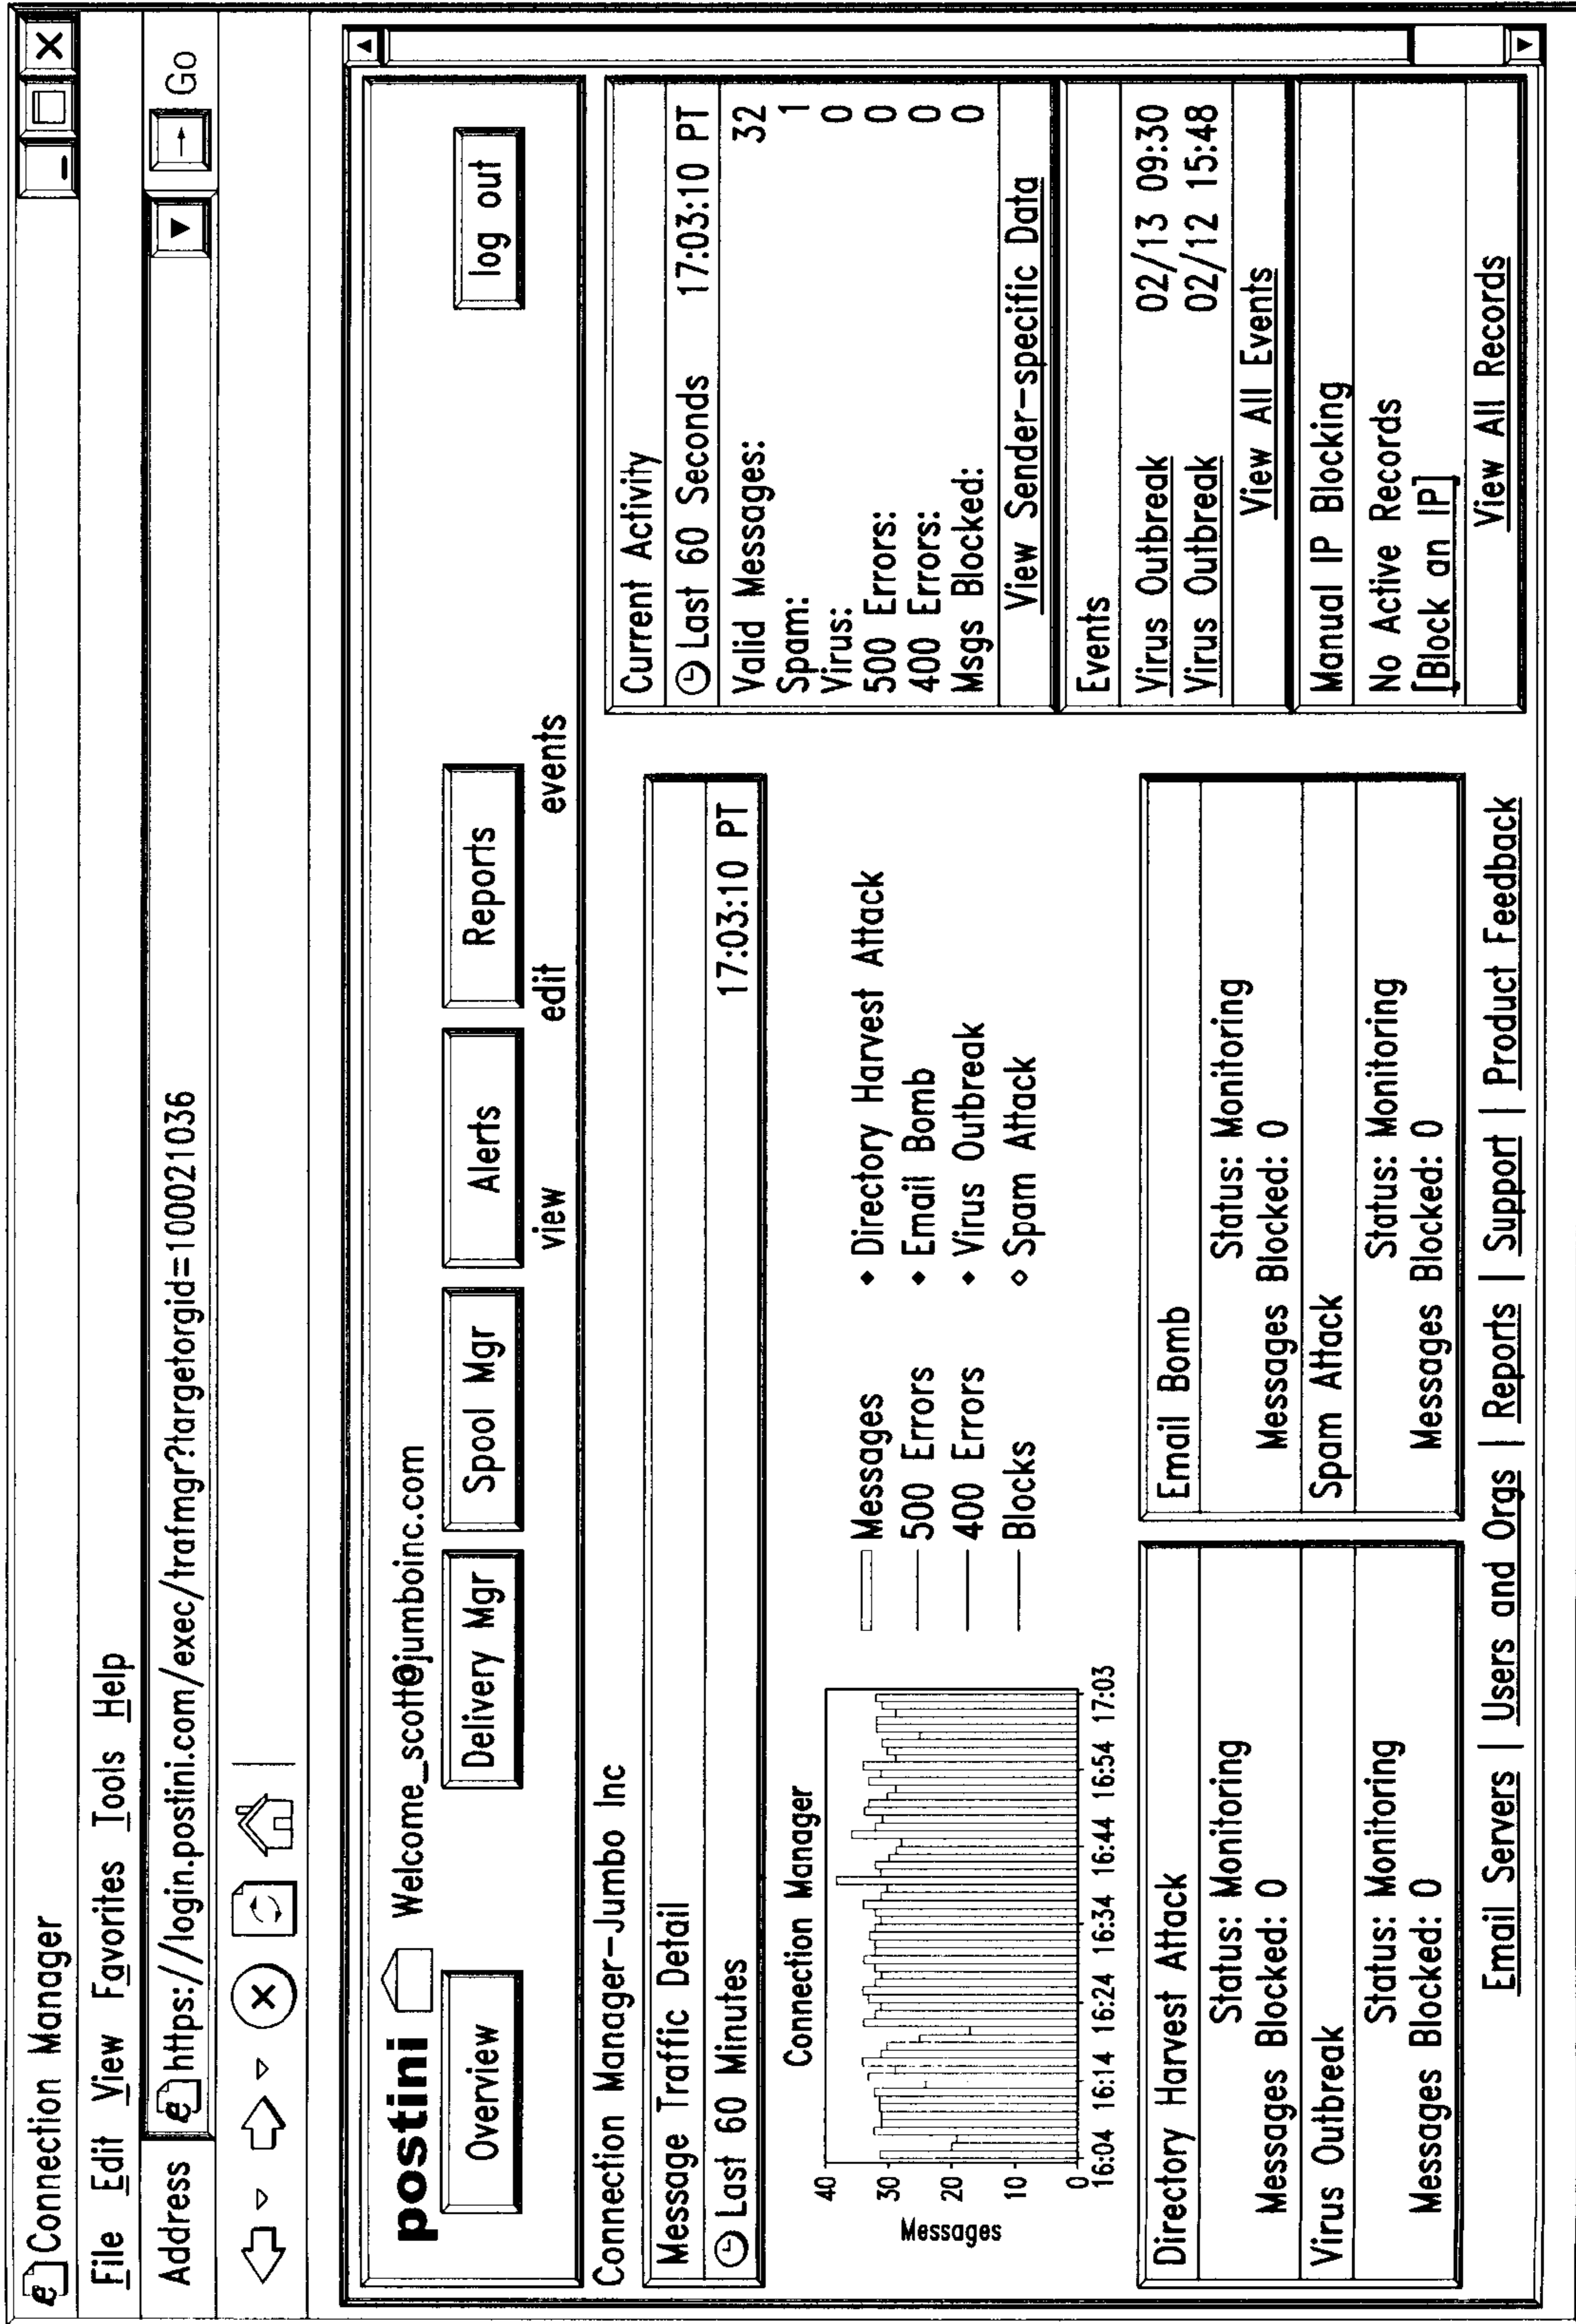 Connection Manager
File Edit View Favorites Tools Help
Address https://login.postini.com/exec/trafmgr?targetorgid=100021036 Go
postini Welcome_scott@jumboinc.com
Overview Delivery Mgr Spool Mgr Alerts Reports log out
view edit events
Connection Manager-Jumbo Inc
Message Traffic Detail
Last 60 Minutes 17:03:10 PT
Connection Manager
Messages
40
30
20
10
0
16:04 16:14 16:24 16:34 16:44 16:54 17:03
Messages
500 Errors
400 Errors
Blocks
Directory Harvest Attack
Email Bomb
Virus Outbreak
Spam Attack
Directory Harvest Attack
Status: Monitoring
Messages Blocked: 0
Virus Outbreak
Status: Monitoring
Messages Blocked: 0
Email Bomb
Status: Monitoring
Messages Blocked: 0
Spam Attack
Status: Monitoring
Messages Blocked: 0
Current Activity
Last 60 Seconds 17:03:10 PT
Valid Messages: 32
Spam: 1
Virus: 0
500 Errors: 0
400 Errors: 0
Msgs Blocked: 0
View Sender-specific Data
Events
Virus Outbreak 02/13 09:30
Virus Outbreak 02/12 15:48
View All Events
Manual IP Blocking
No Active Records
[Block an IP]
View All Records
Email Servers | Users and Orgs | Reports | Support | Product Feedback